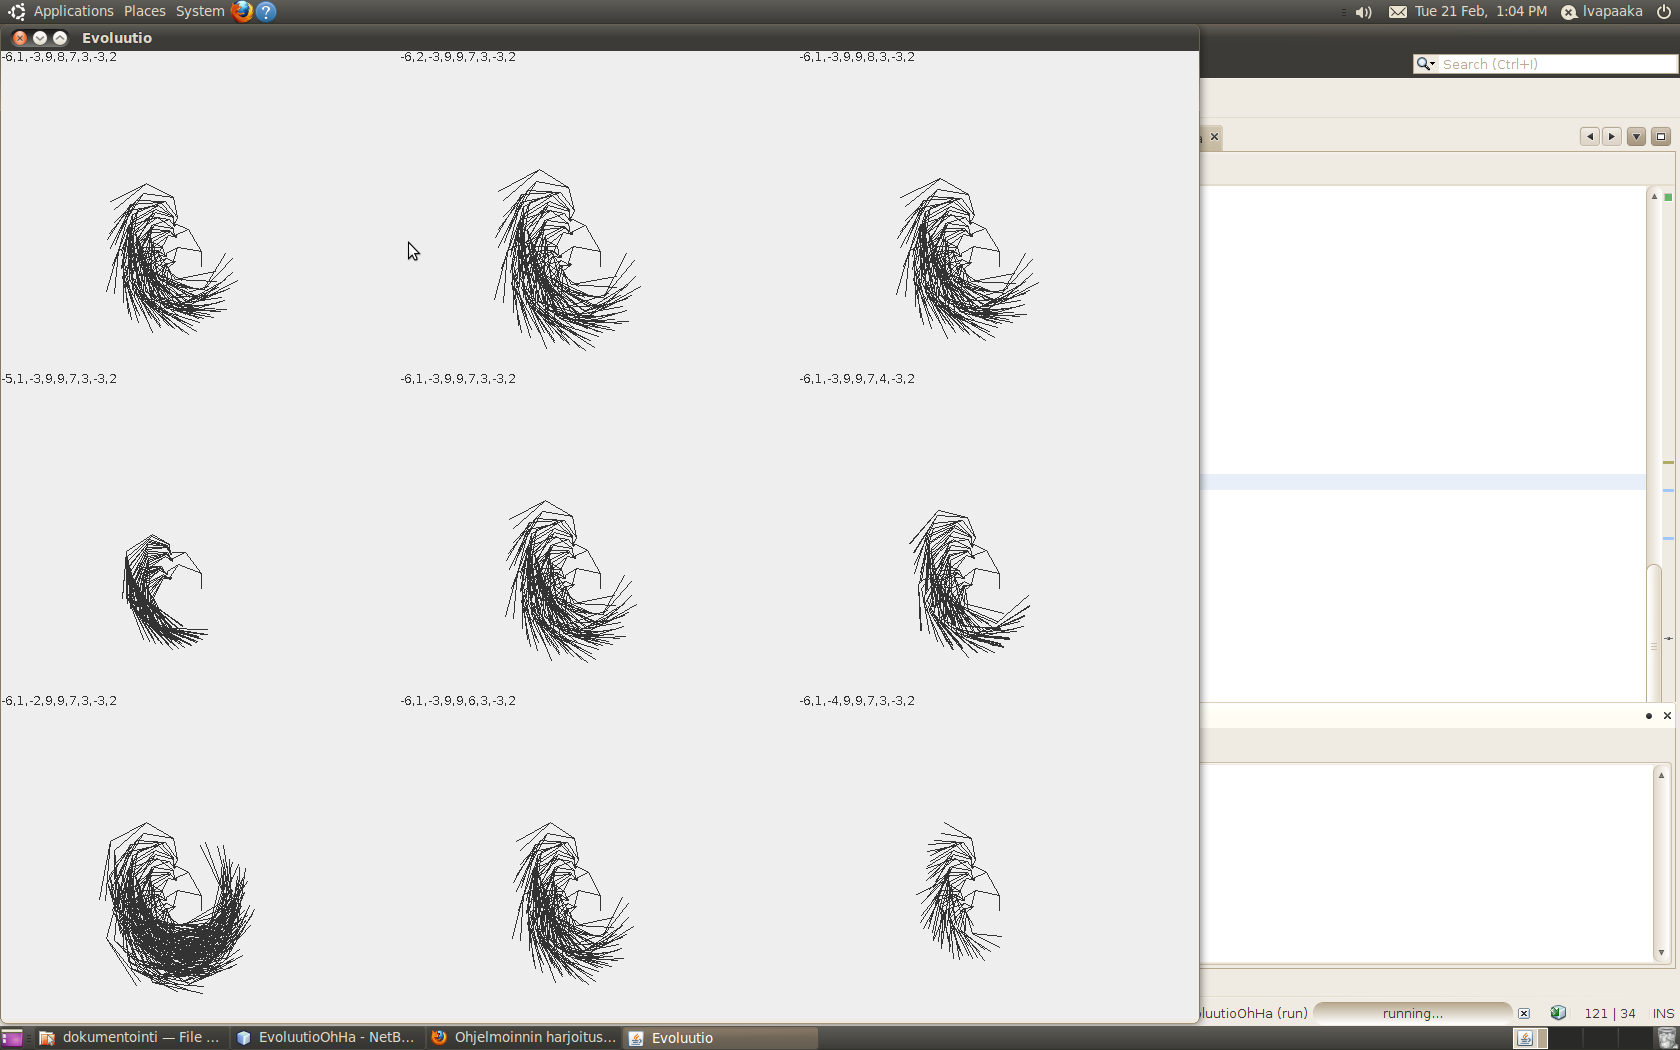 Applications Places System
Tue 21 Feb, 1:04 PM lvapaaka
Evoluutio
Search (Ctrl+I)
-6,1,-3,9,8,7,3,-3,2
-6,2,-3,9,9,7,3,-3,2
-6,1,-3,9,9,8,3,-3,2
-5,1,-3,9,9,7,3,-3,2
-6,1,-3,9,9,7,3,-3,2
-6,1,-3,9,9,7,4,-3,2
-6,1,-2,9,9,7,3,-3,2
-6,1,-3,9,9,6,3,-3,2
-6,1,-4,9,9,7,3,-3,2
luutioOhHa (run) running... 121 | 34 INS
dokumentointi — File ... EvoluutioOhHa - NetB... Ohjelmoinnin harjoitus... Evoluutio